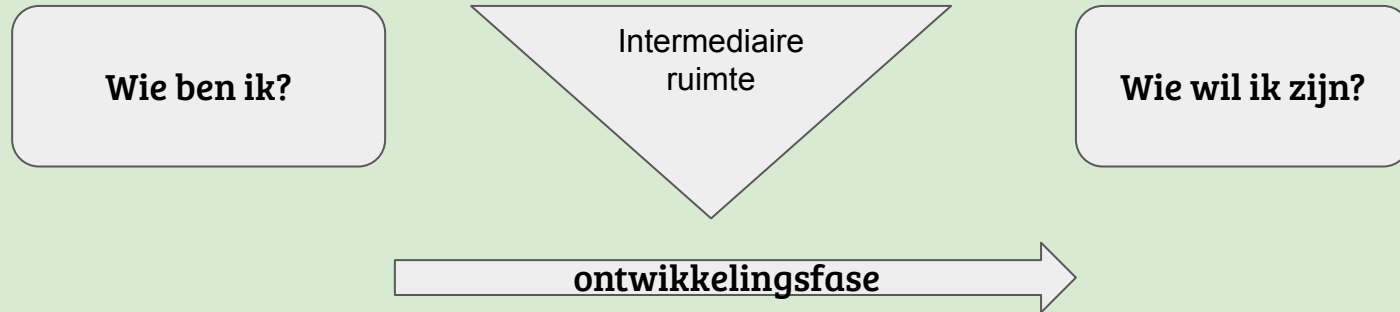 Wie ben ik?
Intermediaire
ruimte
Wie wil ik zijn?
ontwikkelingsfase